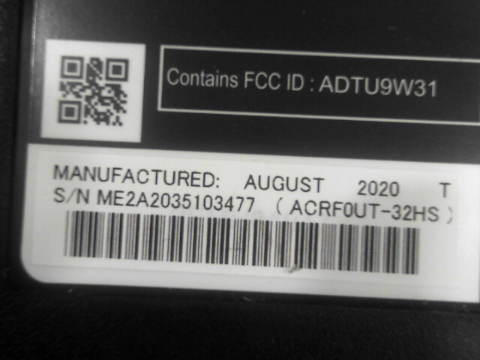 Contains FCC ID : ADTU9W31
MANUFACTURED: AUGUST 2020 T
S/N ME2A2035103477 ( ACRF0UT-32HS )